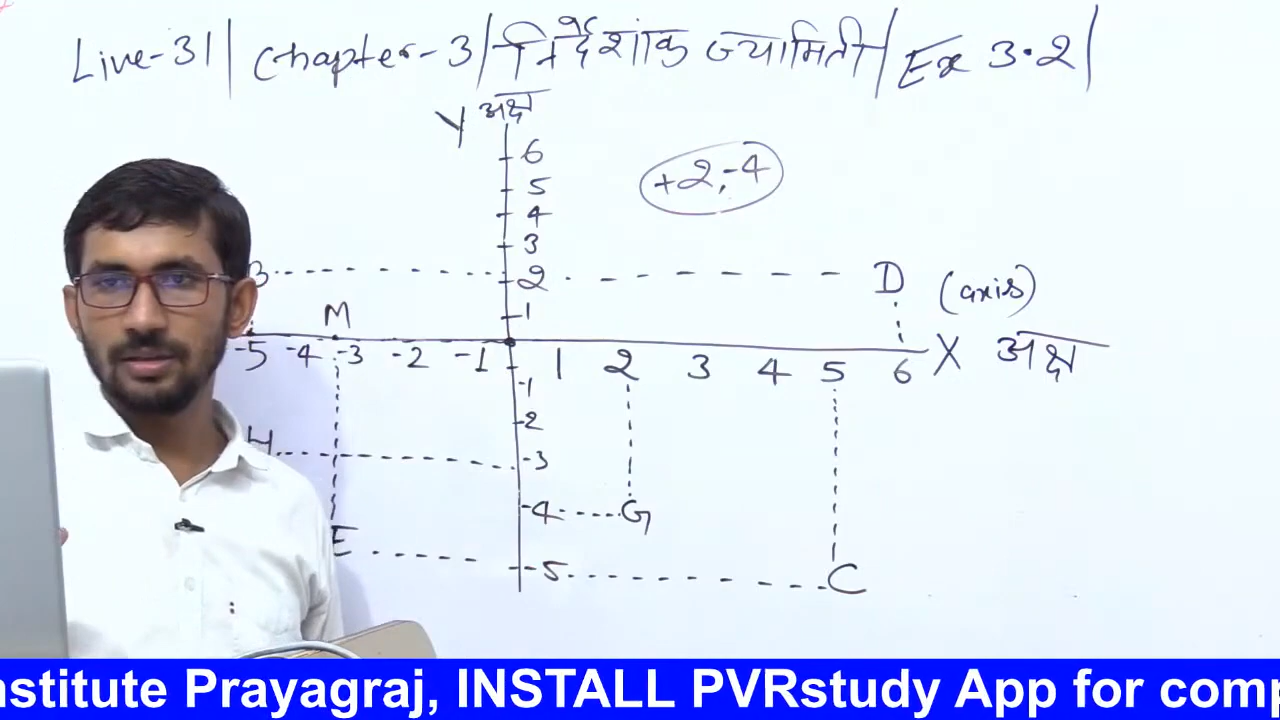 Live-31| Chapter-3| निर्देशांक ज्यामिती| Ex 3.2|
Y अक्ष
6
5
+2,-4
4
3
B 2 D (axis)
M 1
-5 -4 -3 -2 -1 1 2 3 4 5 6 X अक्ष
-1
-2
H -3
-4 G
E
-5 C
nstitute Prayagraj, INSTALL PVRstudy App for comp